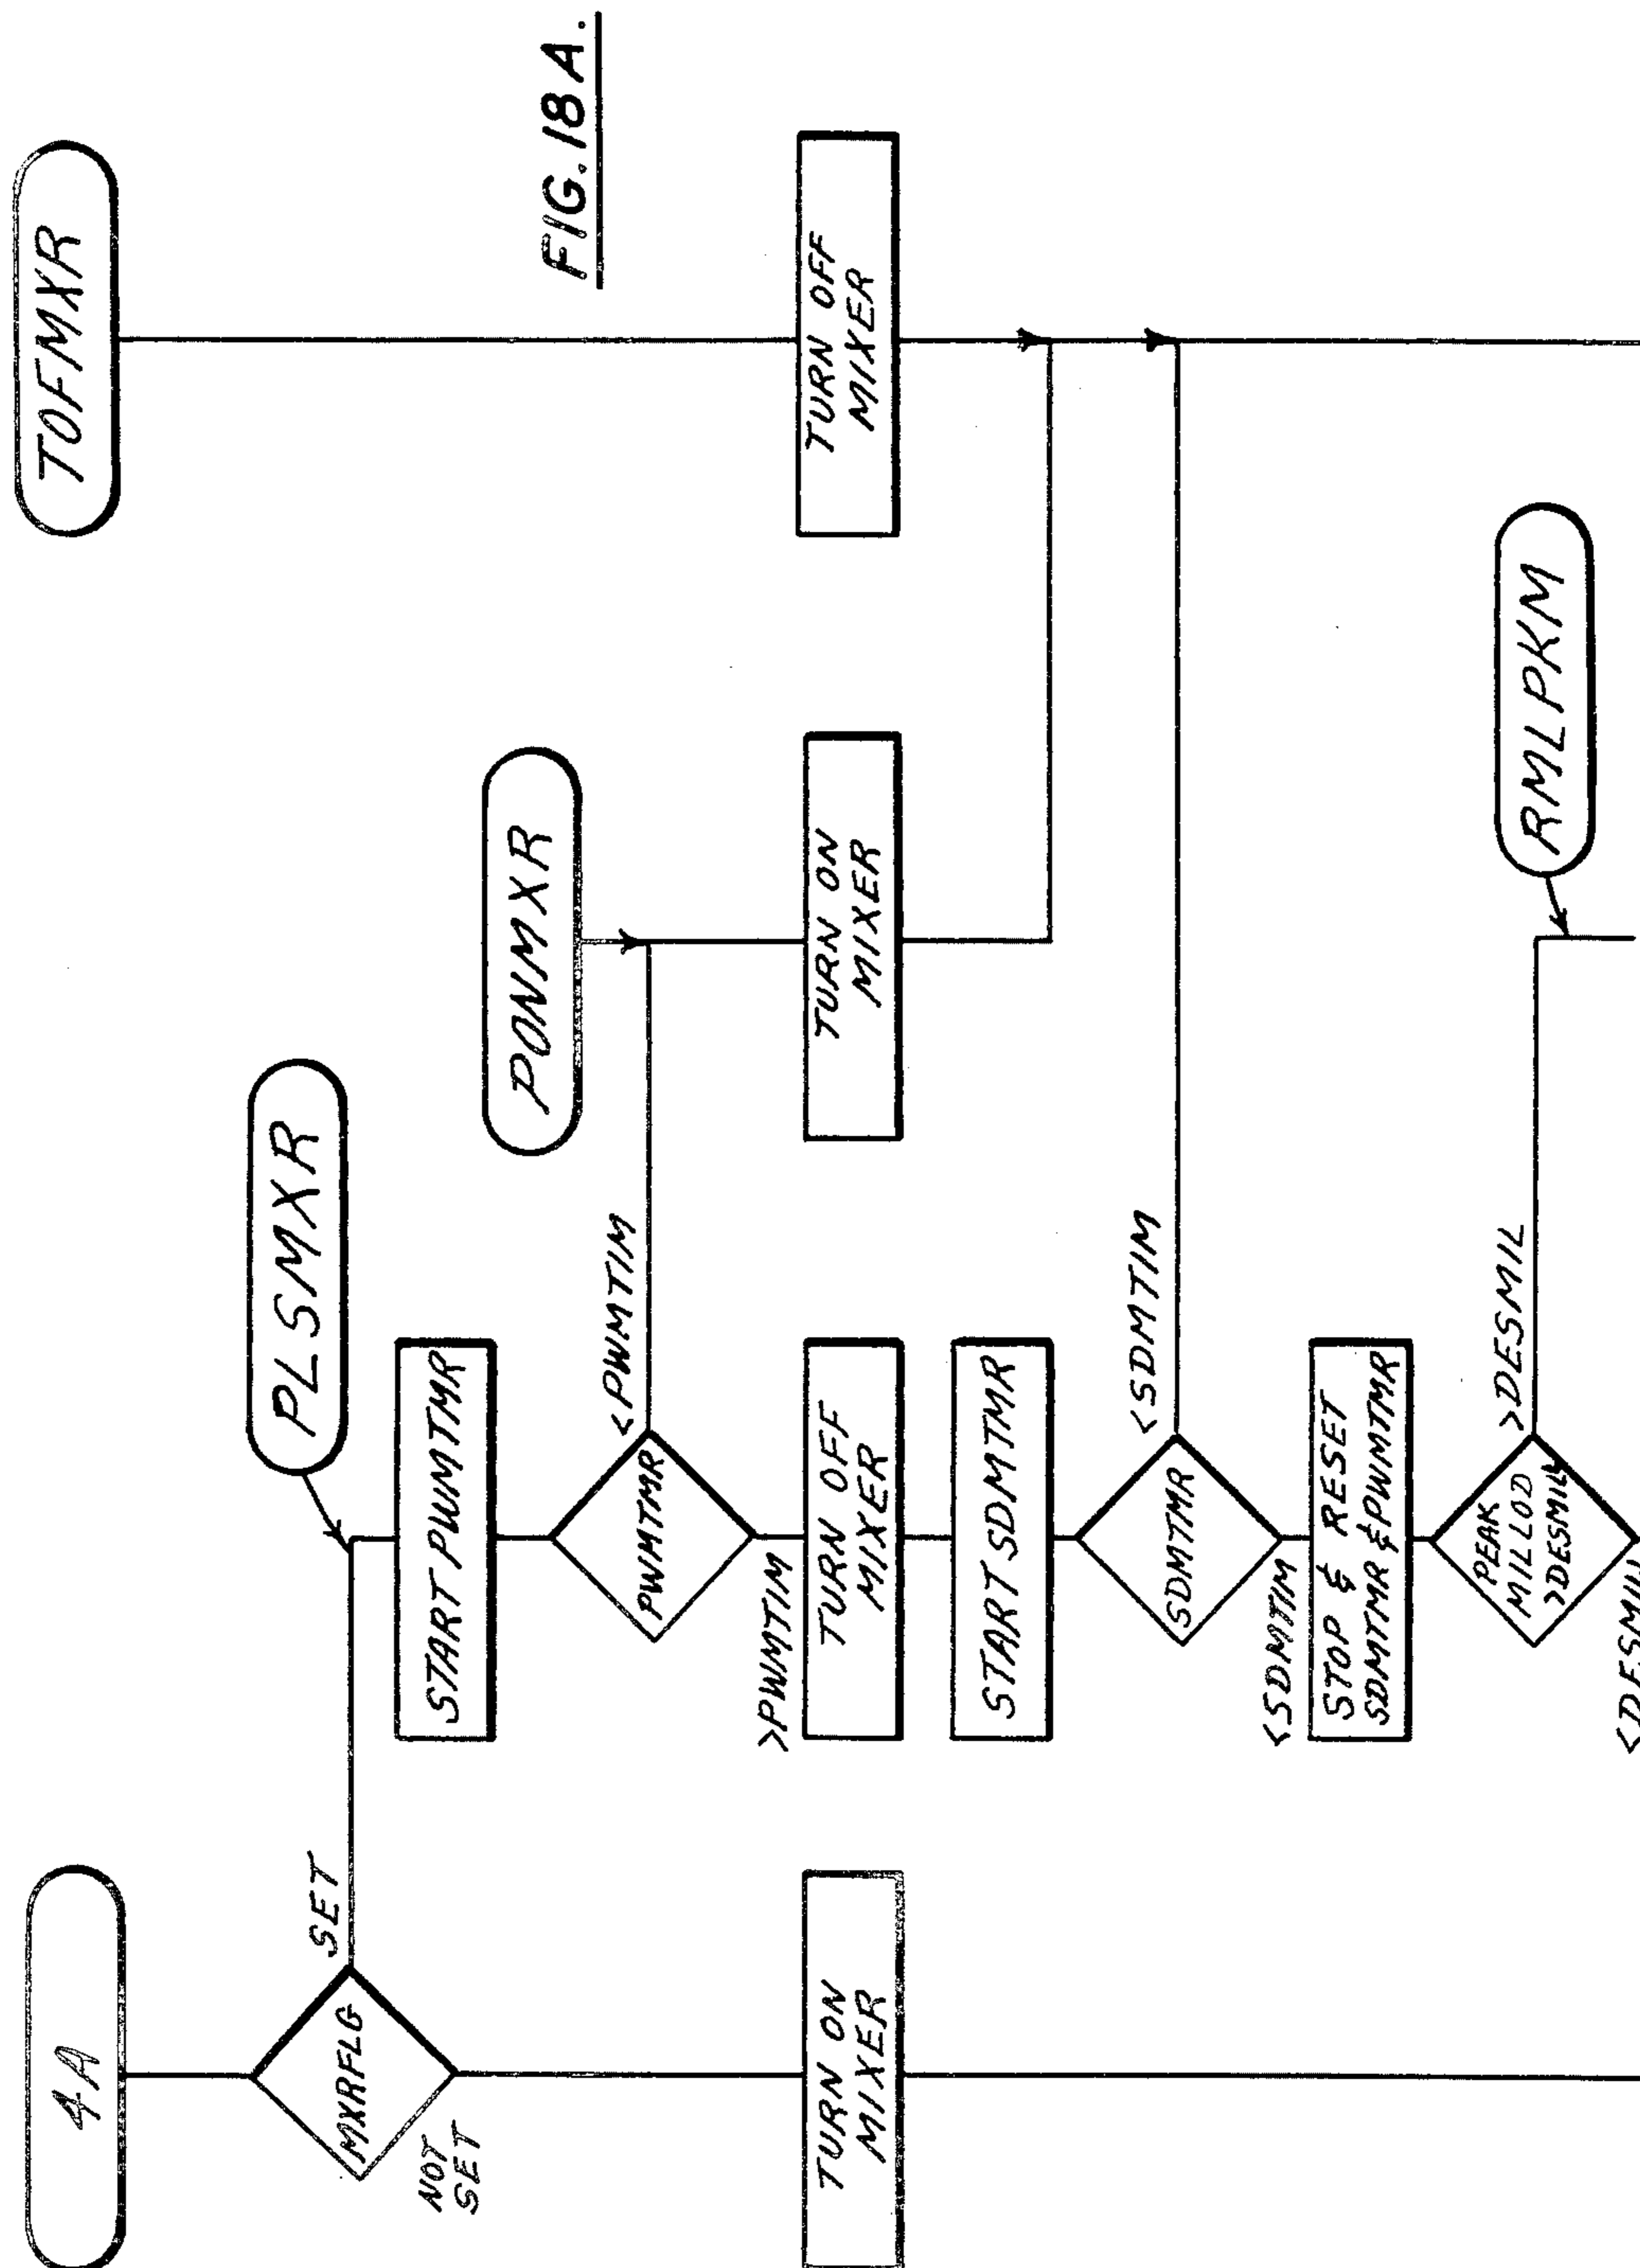 4A
MXRFLG
SET
NOT
SET
TURN ON
MIXER
PLSMXR
START PWMTMR
PWMTMR
<PWMTIM
>PWMTIM
TURN OFF
MIXER
START SDMTMR
SDMTMR
<SDMTIM
<SDMTIM
STOP & RESET
SDMTMR & PWMTMR
PEAK
MILLOD
>DESMIL
>DESMIL
<DESMIL
PONMXR
TURN ON
MIXER
RMLPKM
TOFMXR
FIG. 18A.
TURN OFF
MIXER